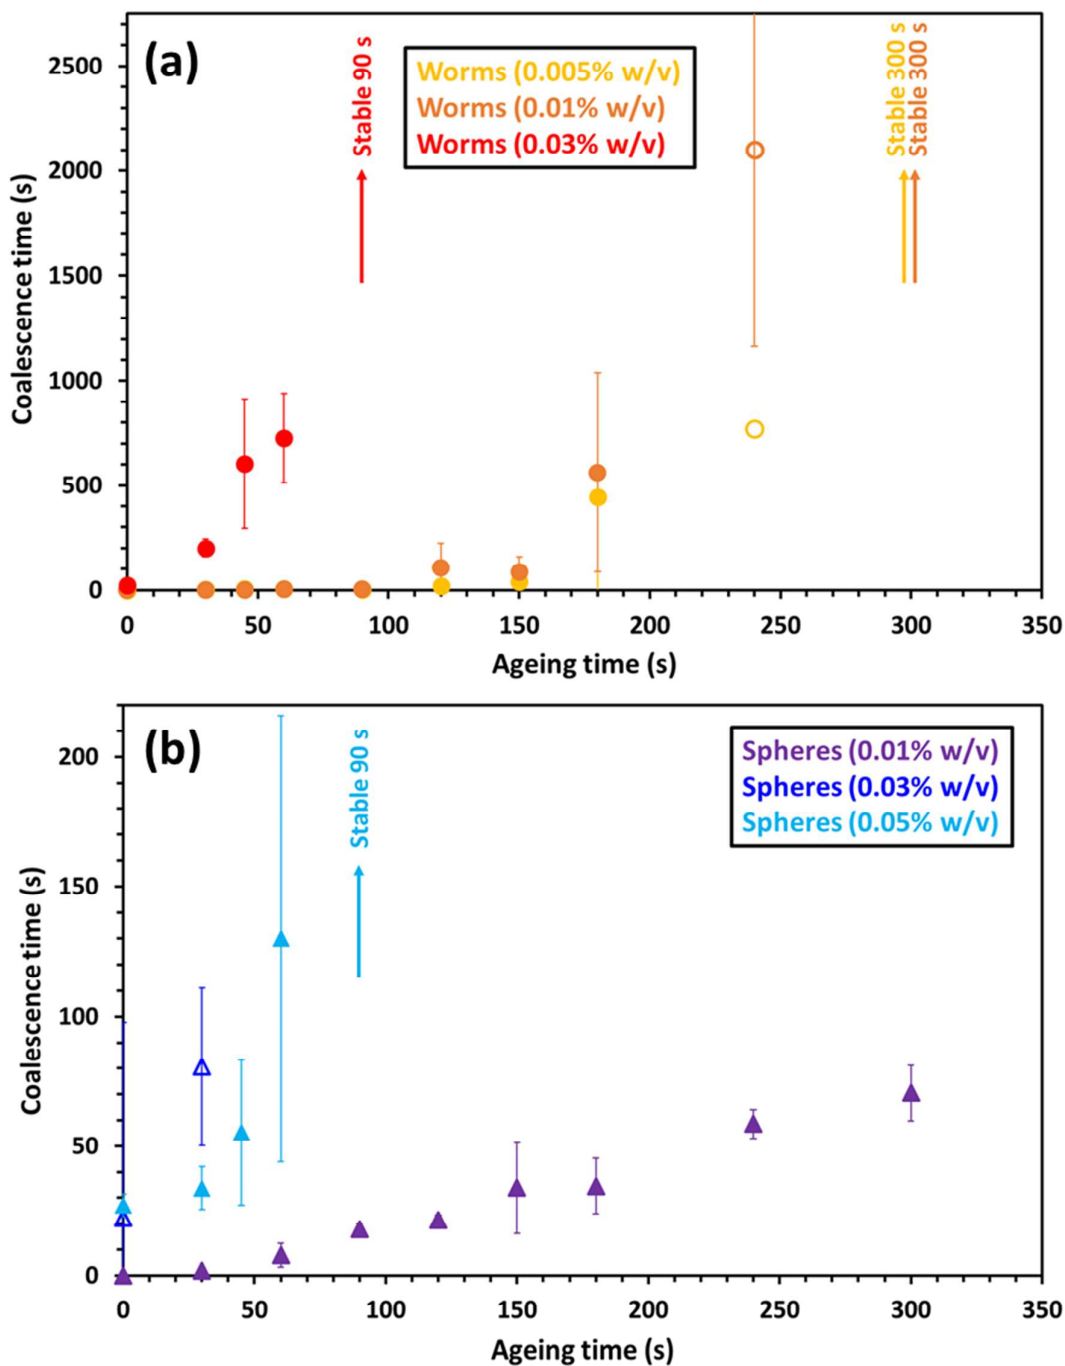 (a)
Worms (0.005% w/v)
Worms (0.01% w/v)
Worms (0.03% w/v)
Stable 90 s
Stable 300 s
Stable 300 s
Coalescence time (s)
2500
2000
1500
1000
500
0
0 50 100 150 200 250 300 350
Ageing time (s)
(b)
Spheres (0.01% w/v)
Spheres (0.03% w/v)
Spheres (0.05% w/v)
Stable 90 s
Coalescence time (s)
200
150
100
50
0
0 50 100 150 200 250 300 350
Ageing time (s)